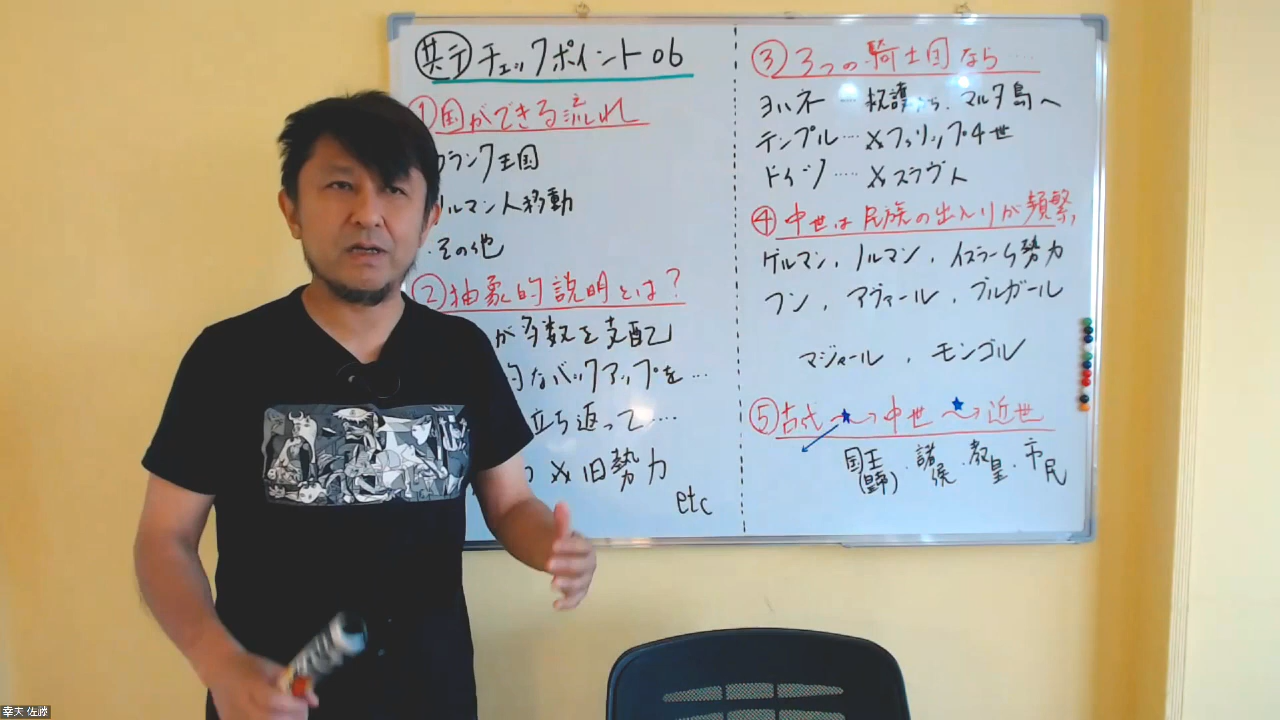 共テ チェックポイント06
①国ができる流れ
フランク王国
ノルマン人移動
・その他
②抽象的説明とは?
が多数を支配
的なバックアップを…
立ち返って‥‥
×旧勢力
etc
③3つの騎士団なら……
ヨハネ…救護から、マルタ島へ
テンプル…×フィリップ4世
ドイツ……×スラヴ人
④中世は民族の出入りが頻繁、
ゲルマン、ノルマン、イスラーム勢力
フン、アヴァール、ブルガール
マジャール、モンゴル
⑤古代〜→中世〜→近世
国王(皇帝)・諸侯・教皇・市民
幸夫 佐藤